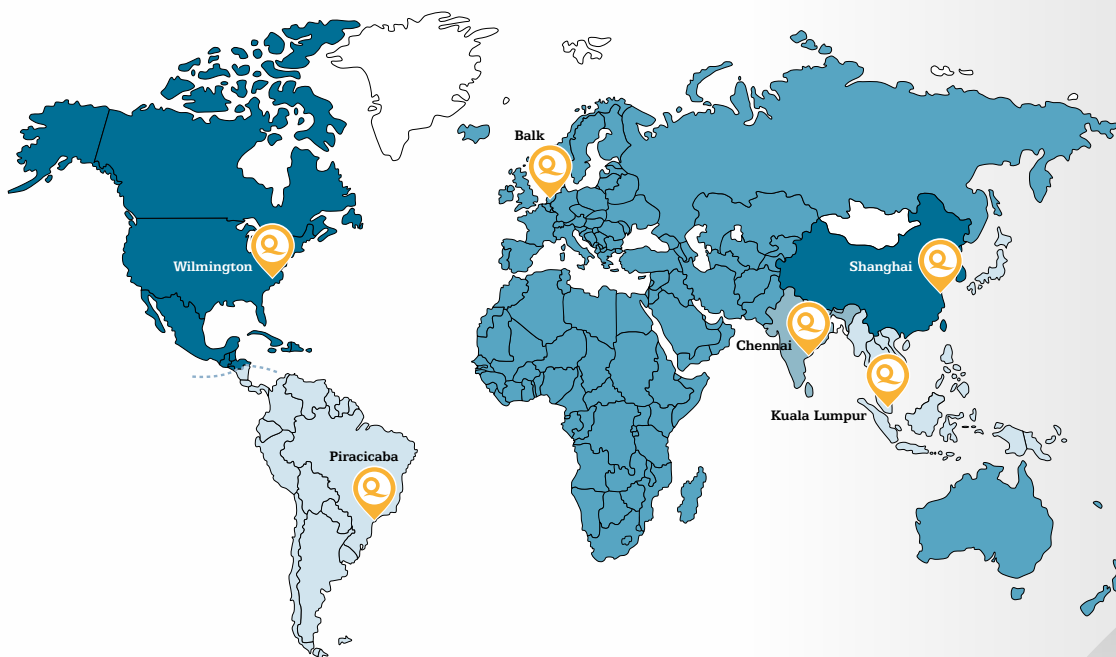 Balk
Wilmington
Shanghai
Chennai
Kuala Lumpur
Piracicaba